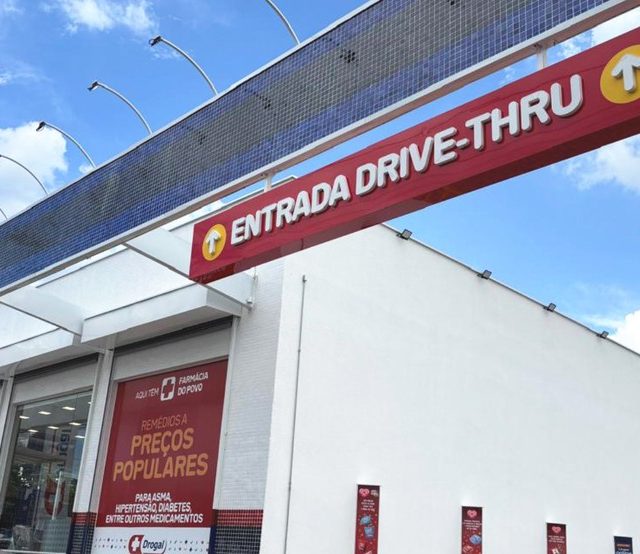 ENTRADA DRIVE-THRU
AQUI TEM FARMÁCIA
DO POVO
REMÉDIOS A
PREÇOS
POPULARES
PARA ASMA,
HIPERTENSÃO, DIABETES,
ENTRE OUTROS MEDICAMENTOS
Drogal